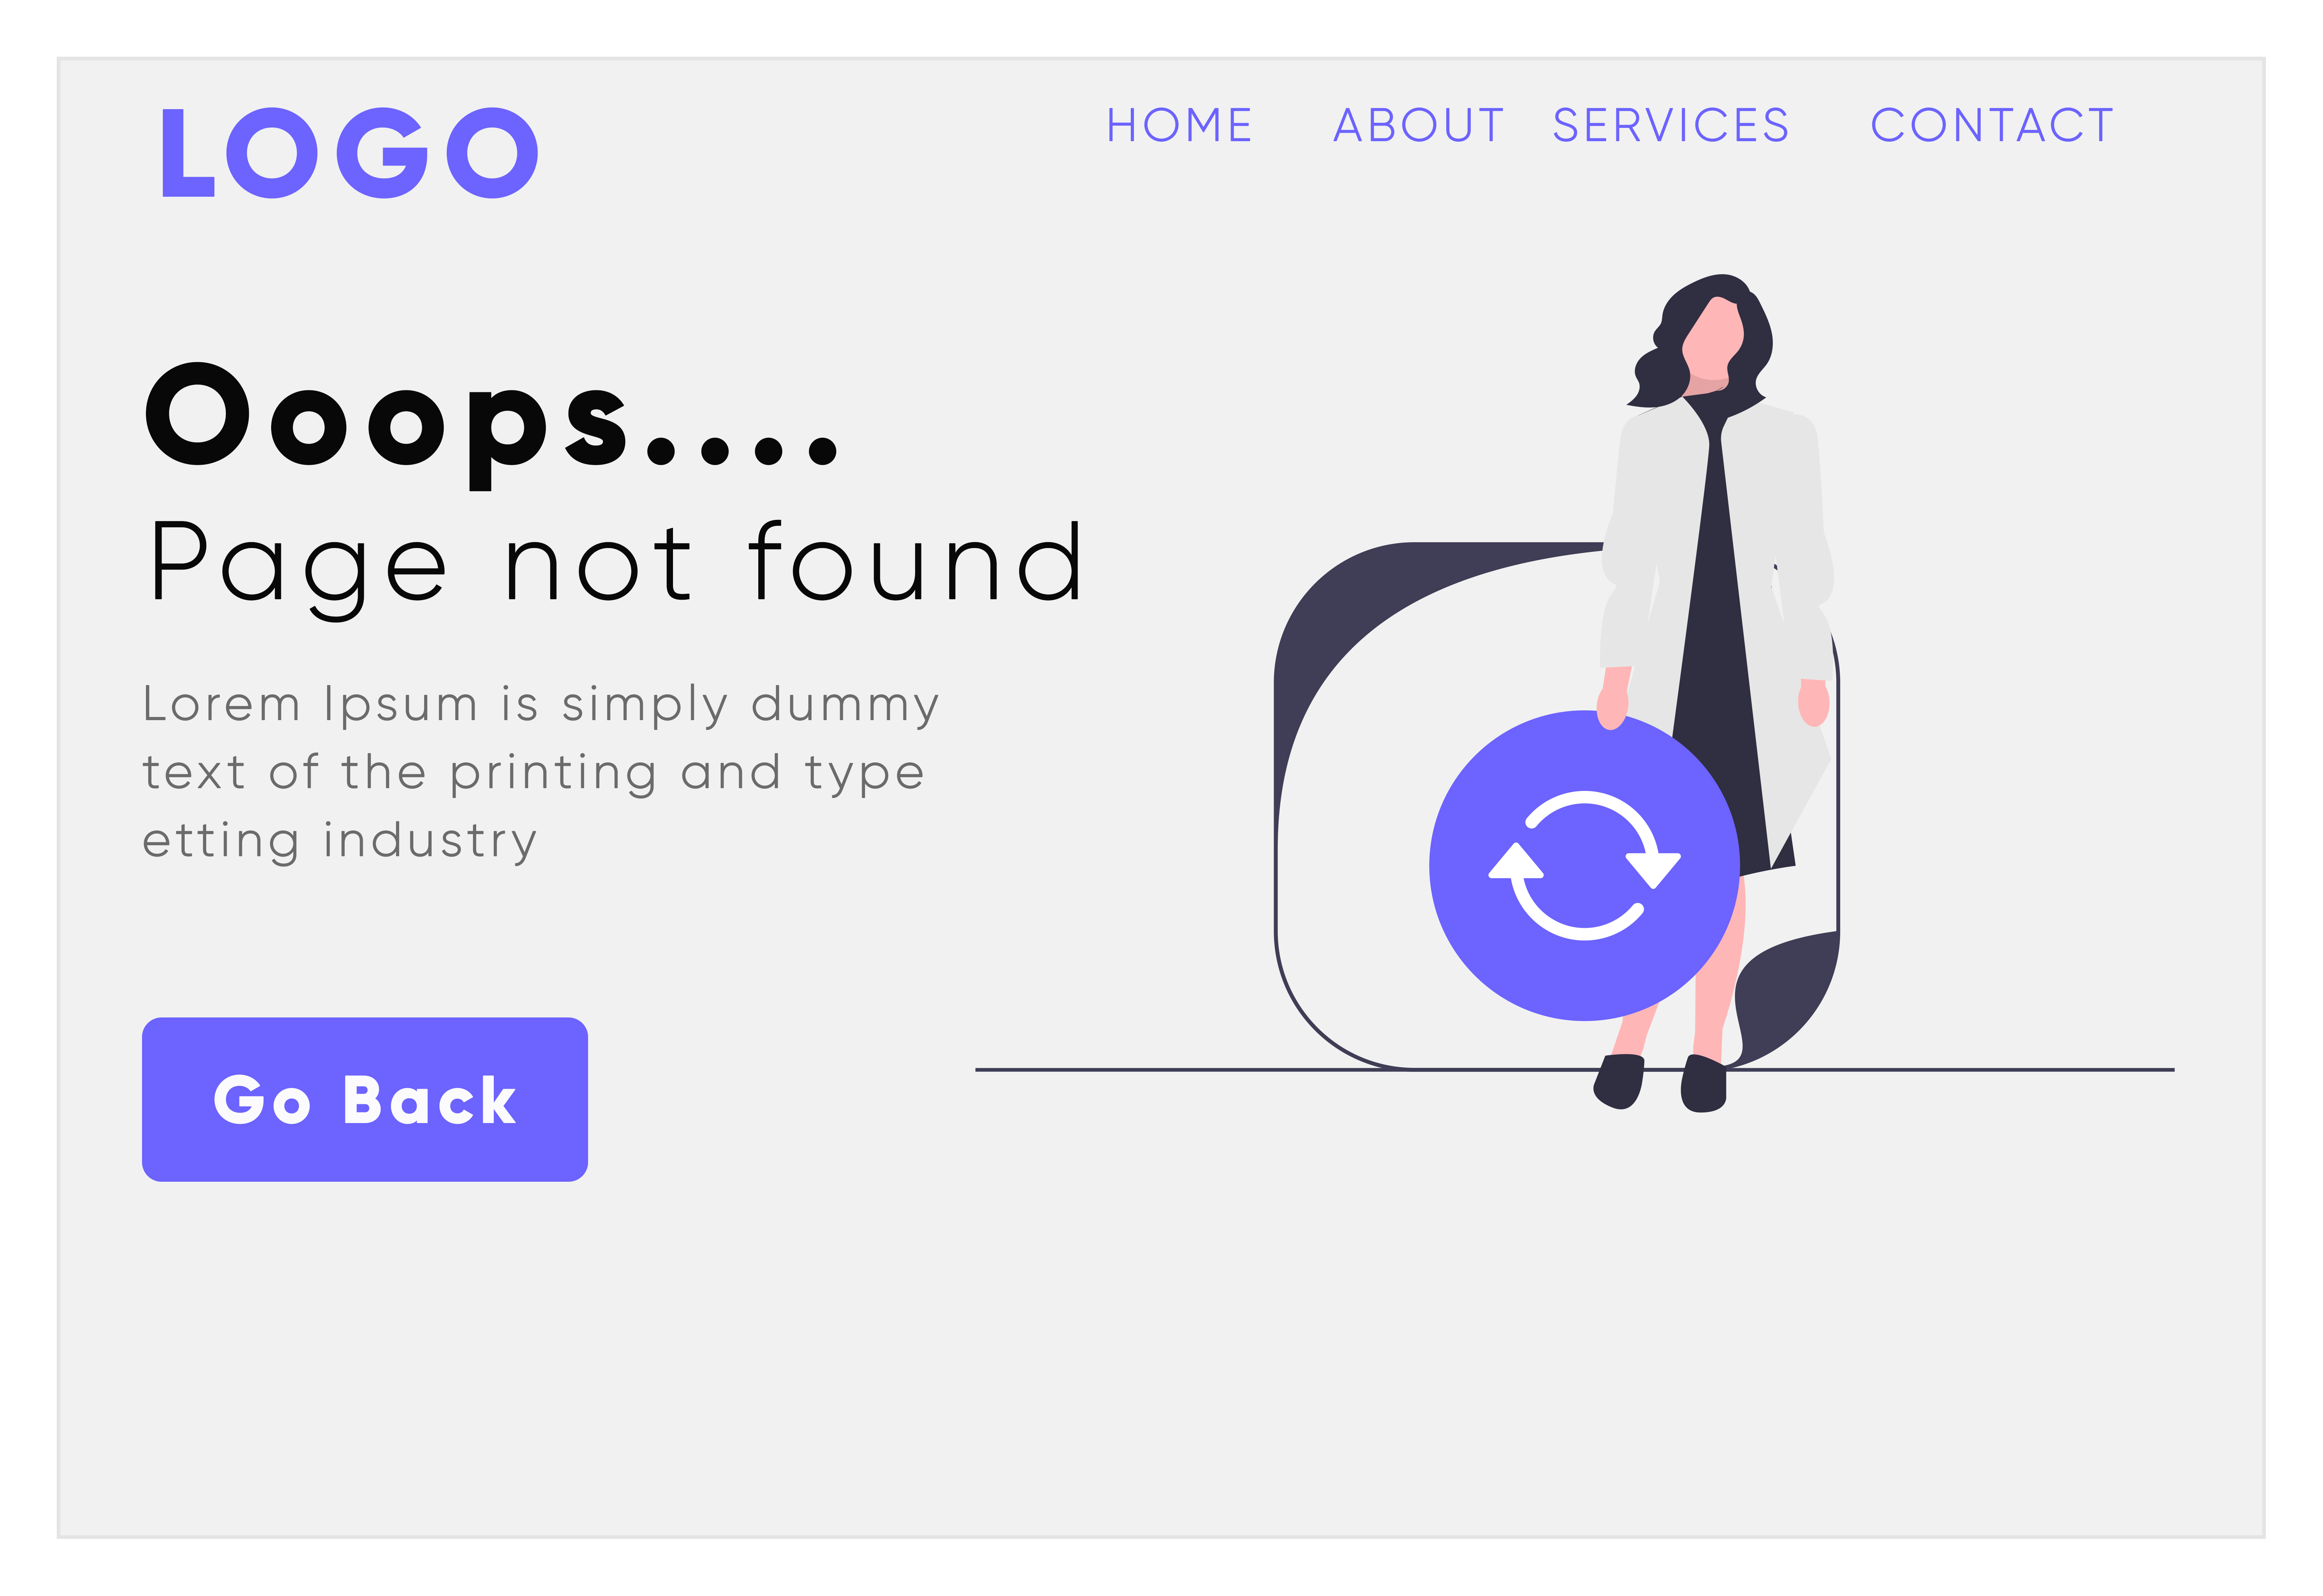 LOGO
HOME ABOUT SERVICES CONTACT
Ooops....
Page not found
Lorem Ipsum is simply dummy
text of the printing and type
etting industry
Go Back